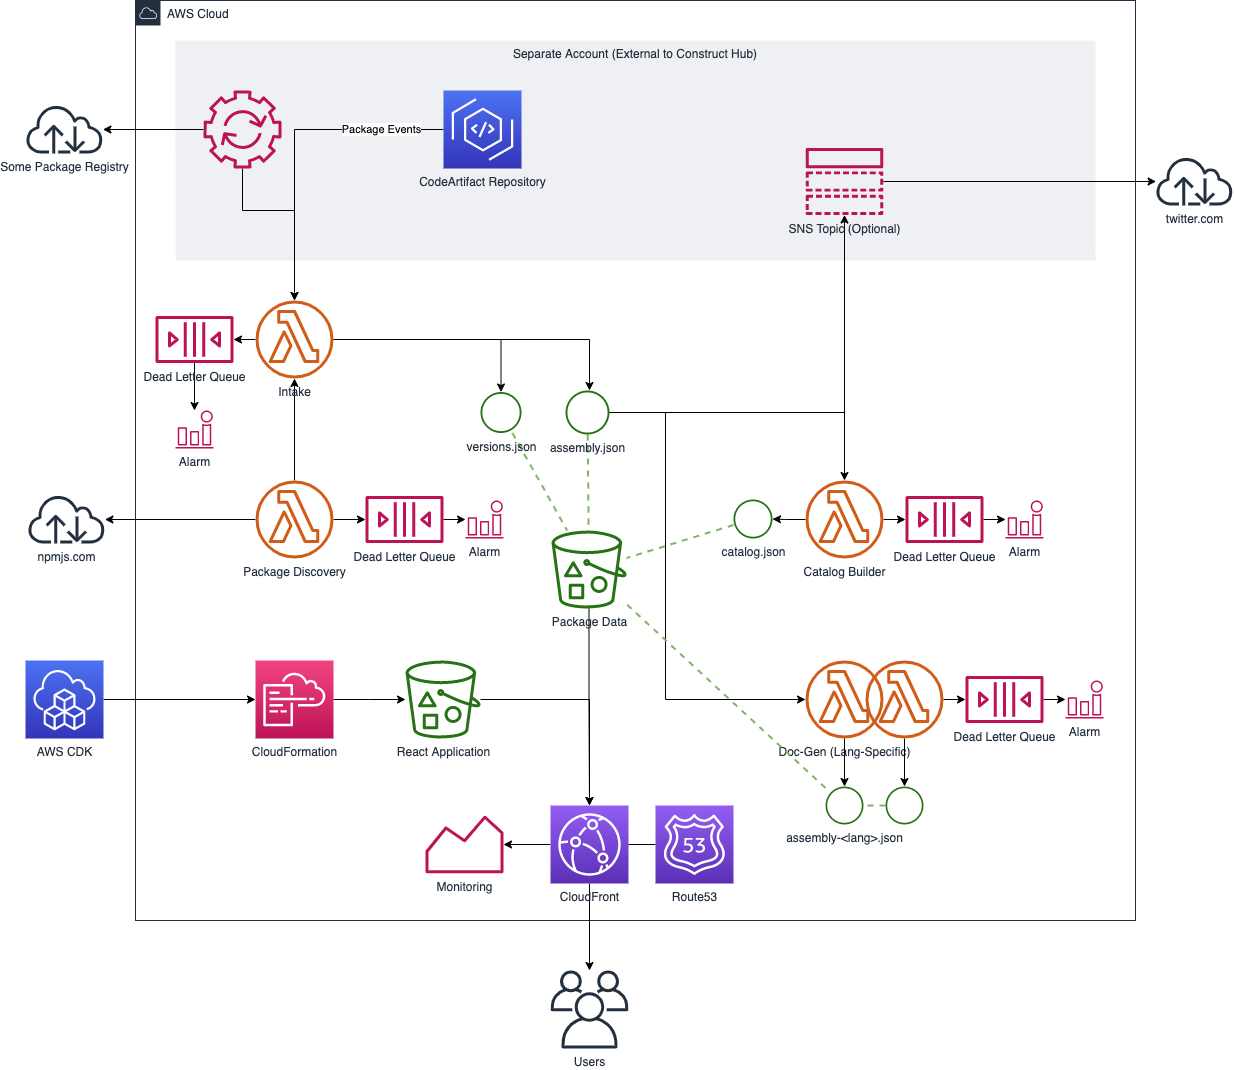 AWS Cloud
Separate Account (External to Construct Hub)
Package Events
Some Package Registry
CodeArtifact Repository
twitter.com
SNS Topic (Optional)
Dead Letter Queue
Intake
versions.json
assembly.json
Alarm
npmjs.com
Package Discovery
Dead Letter Queue
Alarm
catalog.json
Catalog Builder
Dead Letter Queue
Alarm
Package Data
AWS CDK
CloudFormation
React Application
Doc-Gen (Lang-Specific)
Dead Letter Queue
Alarm
assembly-<lang>.json
Monitoring
CloudFront
53
Route53
Users